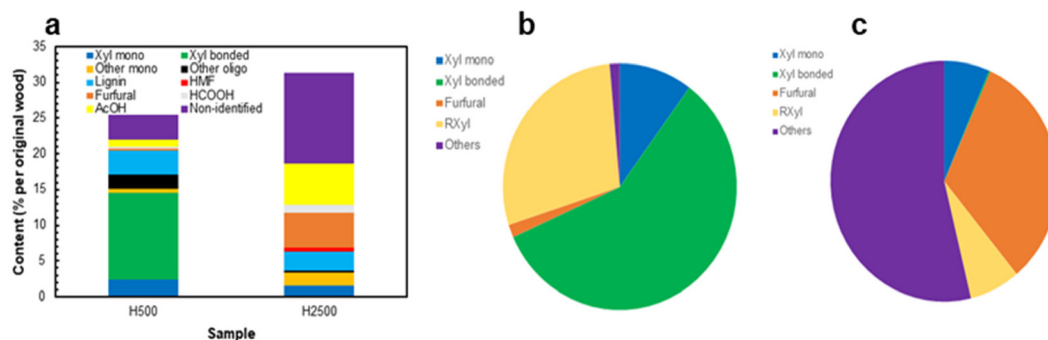 a
Content (% per original wood)
35
30
25
20
15
10
5
0
Xyl mono Xyl bonded
Other mono Other oligo
Lignin HMF
Furfural HCOOH
AcOH Non-identified
H500 H2500
Sample
b
Xyl mono
Xyl bonded
Furfural
RXyl
Others
c
Xyl mono
Xyl bonded
Furfural
RXyl
Others